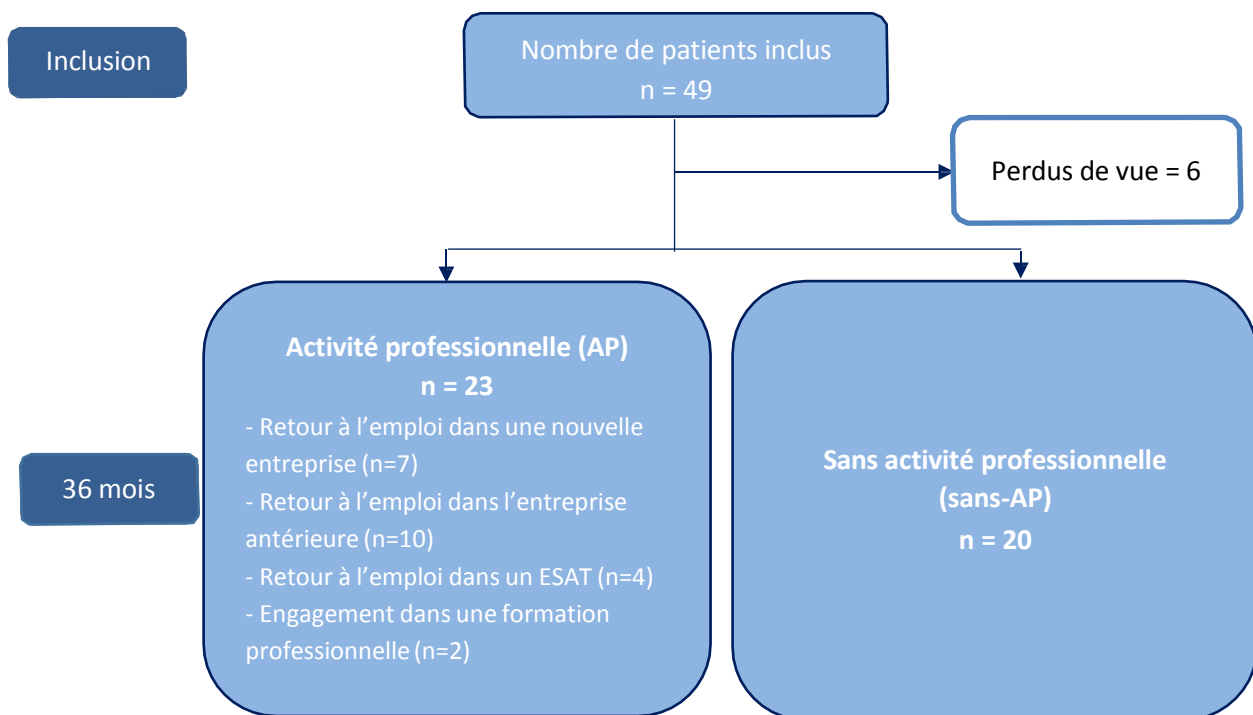 Inclusion
Nombre de patients inclus
n = 49
Perdus de vue = 6
Activité professionnelle (AP)
n = 23
- Retour à l’emploi dans une nouvelle
entreprise (n=7)
- Retour à l’emploi dans l’entreprise
antérieure (n=10)
- Retour à l’emploi dans un ESAT (n=4)
- Engagement dans une formation
professionnelle (n=2)
36 mois
Sans activité professionnelle
(sans-AP)
n = 20